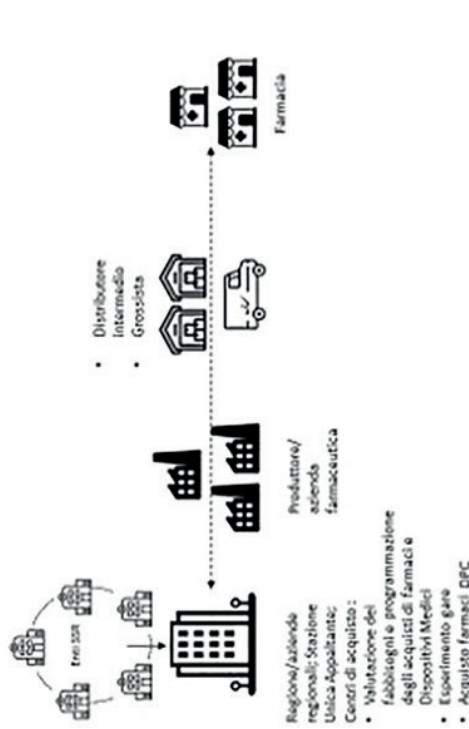 Enti SSR
Regione/aziende
regionali; Stazione
Unica Appaltante;
Centri di acquisto :
• Valutazione dei
fabbisogni e programmazione
degli acquisti di farmaci e
Dispositivi Medici
• Esperimento gare
• Acquisto farmaci DPC
Produttore/
azienda
farmaceutica
• Distributore
Intermedio
• Grossista
Farmacia